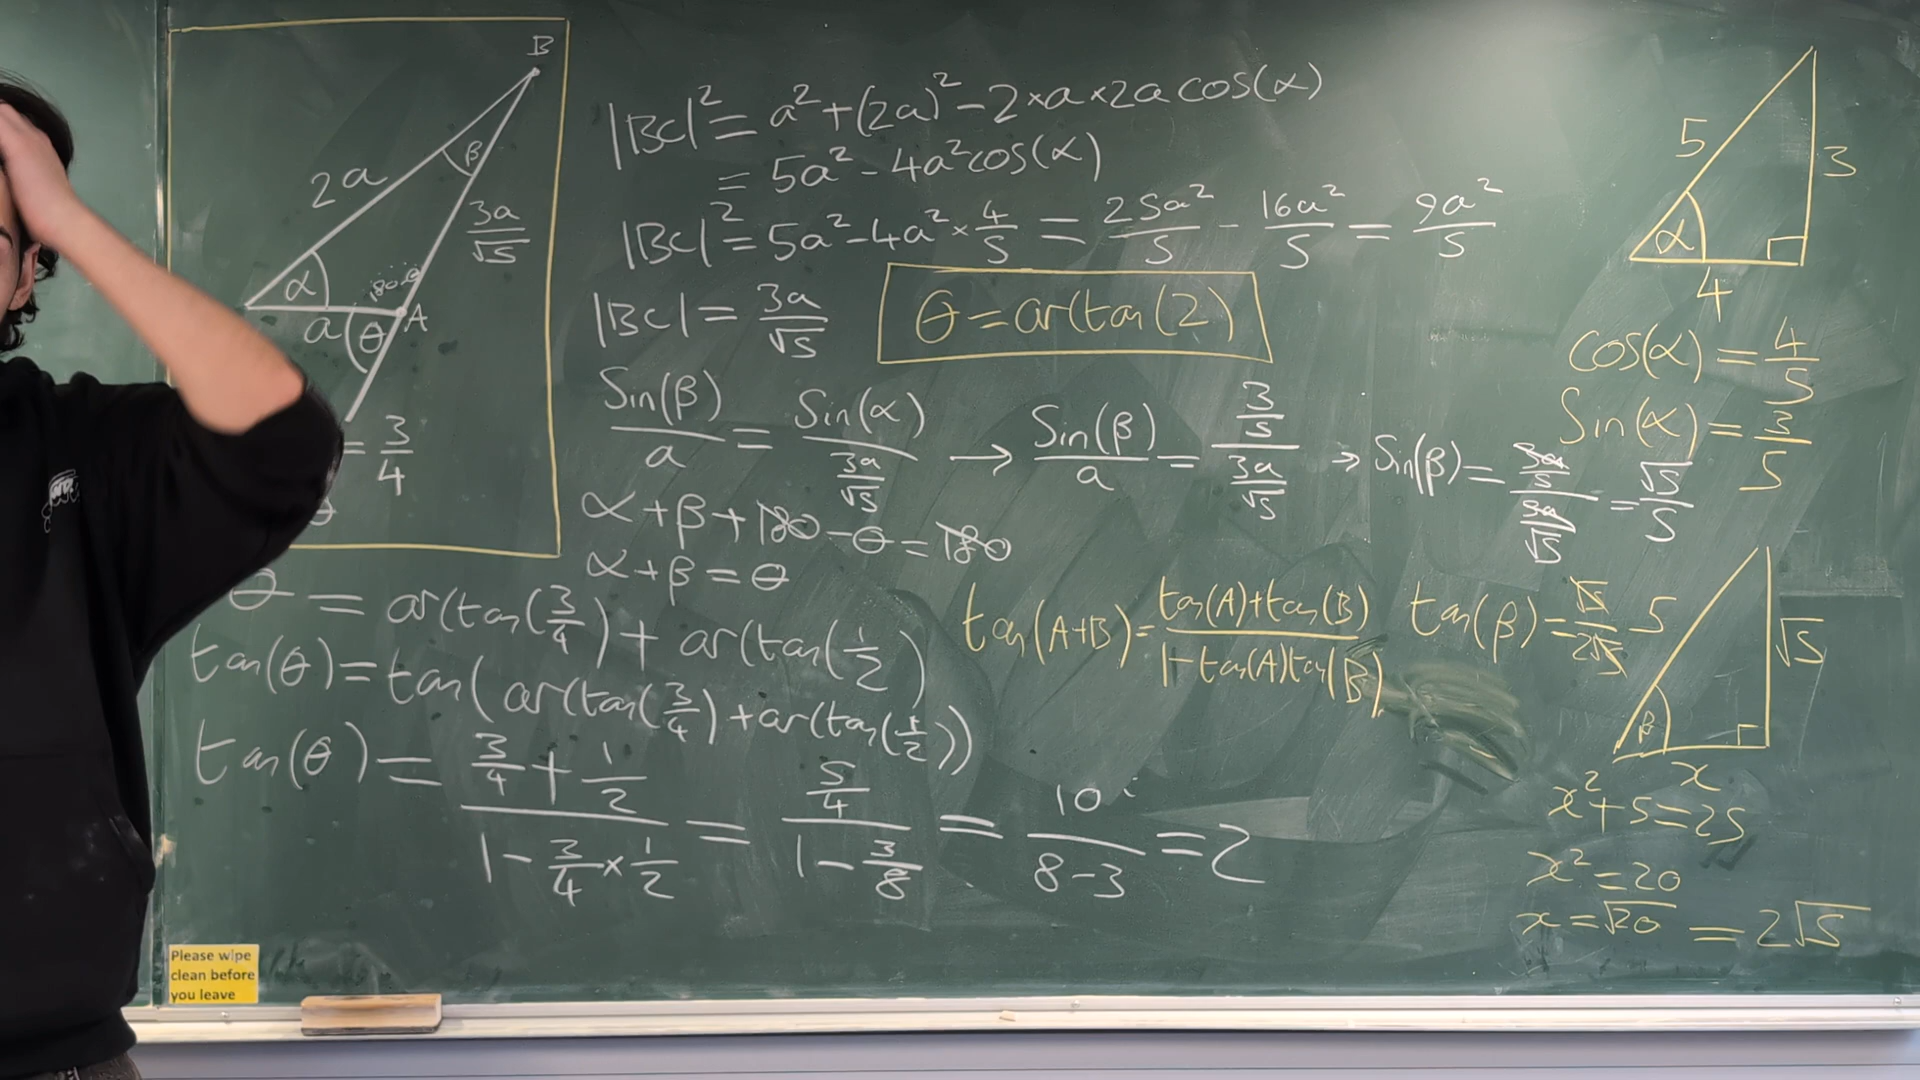 B
β
2a
3a/√5
α
180-θ
a
θ
A
= 3/4
θ
|BC|² = a² + (2a)² - 2×a×2a cos(α)
= 5a² - 4a²cos(α)
|BC|² = 5a² - 4a² × 4/5 = 25a²/5 - 16a²/5 = 9a²/5
|BC| = 3a/√5
θ = arctan(2)
Sin(β)/a = Sin(α)/(3a/√5) → Sin(β)/a = (3/5)/(3a/√5) → Sin(β) = (3a/5)/(3a/√5) = √5/5
α + β + 180 - θ = 180
α + β = θ
θ = arctan(3/4) + arctan(1/2)
tan(θ) = tan(arctan(3/4) + arctan(1/2))
tan(θ) = (3/4 + 1/2)/(1 - 3/4 × 1/2) = (5/4)/(1 - 3/8) = 10/(8-3) = 2
tan(A+B) = (tan(A)+tan(B))/(1-tan(A)tan(B))
tan(β) = √5/2√5
5
3
α
4
cos(α) = 4/5
Sin(α) = 3/5
5
√5
β
x
x² + 5 = 25
x² = 20
x = √20 = 2√5
Please wipe
clean before
you leave